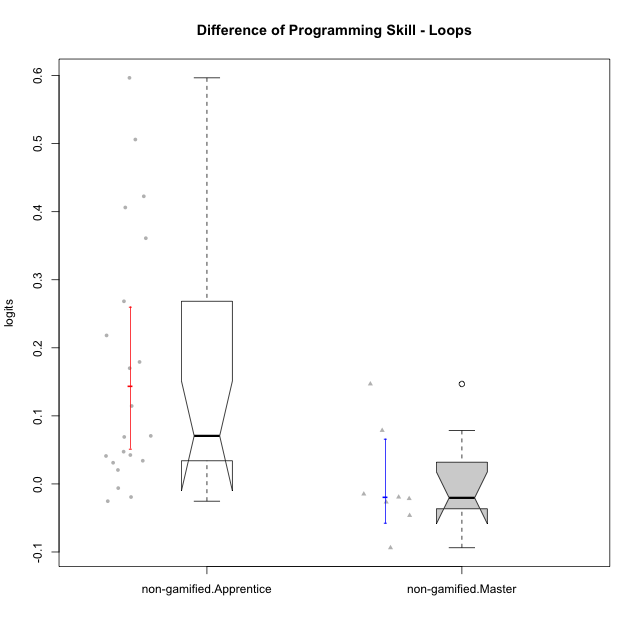 Difference of Programming Skill - Loops
logits
0.6
0.5
0.4
0.3
0.2
0.1
0.0
-0.1
non-gamified.Apprentice
non-gamified.Master